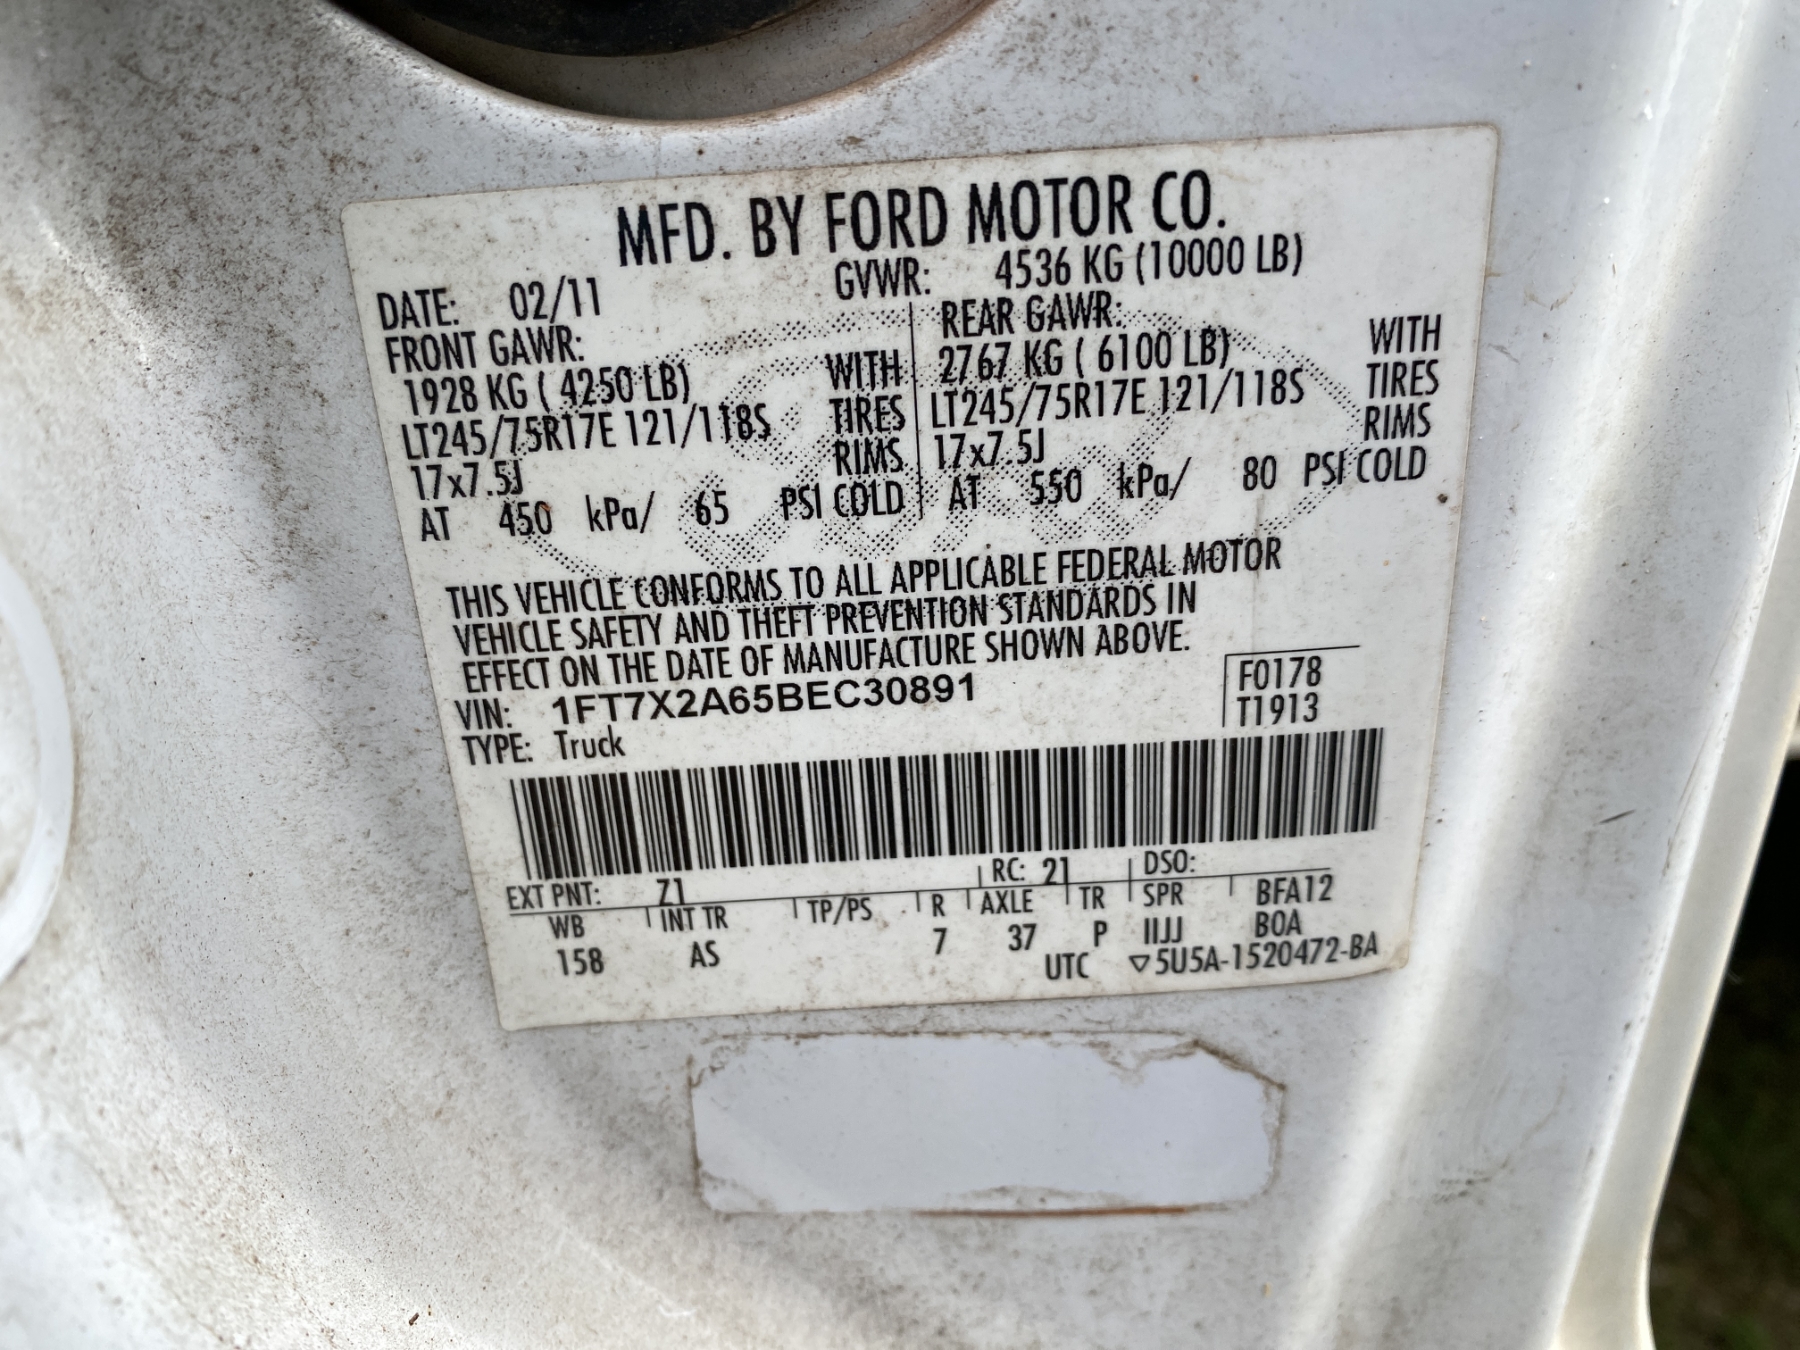 MFD. BY FORD MOTOR CO.
DATE: 02/11 GVWR: 4536 KG (10000 LB)
FRONT GAWR:
1928 KG ( 4250 LB) WITH
LT245/75R17E 121/118S TIRES
17x7.5J RIMS
AT 450 kPa/ 65 PSI COLD
REAR GAWR: WITH
2767 KG ( 6100 LB) TIRES
LT245/75R17E 121/118S RIMS
17x7.5J
AT 550 kPa/ 80 PSI COLD
THIS VEHICLE CONFORMS TO ALL APPLICABLE FEDERAL MOTOR
VEHICLE SAFETY AND THEFT PREVENTION STANDARDS IN
EFFECT ON THE DATE OF MANUFACTURE SHOWN ABOVE.
VIN: 1FT7X2A65BEC30891 F0178
TYPE: Truck T1913
EXT PNT: Z1 RC: 21 DSO:
WB INT TR TP/PS R AXLE TR SPR BFA12
158 AS 7 37 P IIJJ BOA
UTC ▽5U5A-1520472-BA